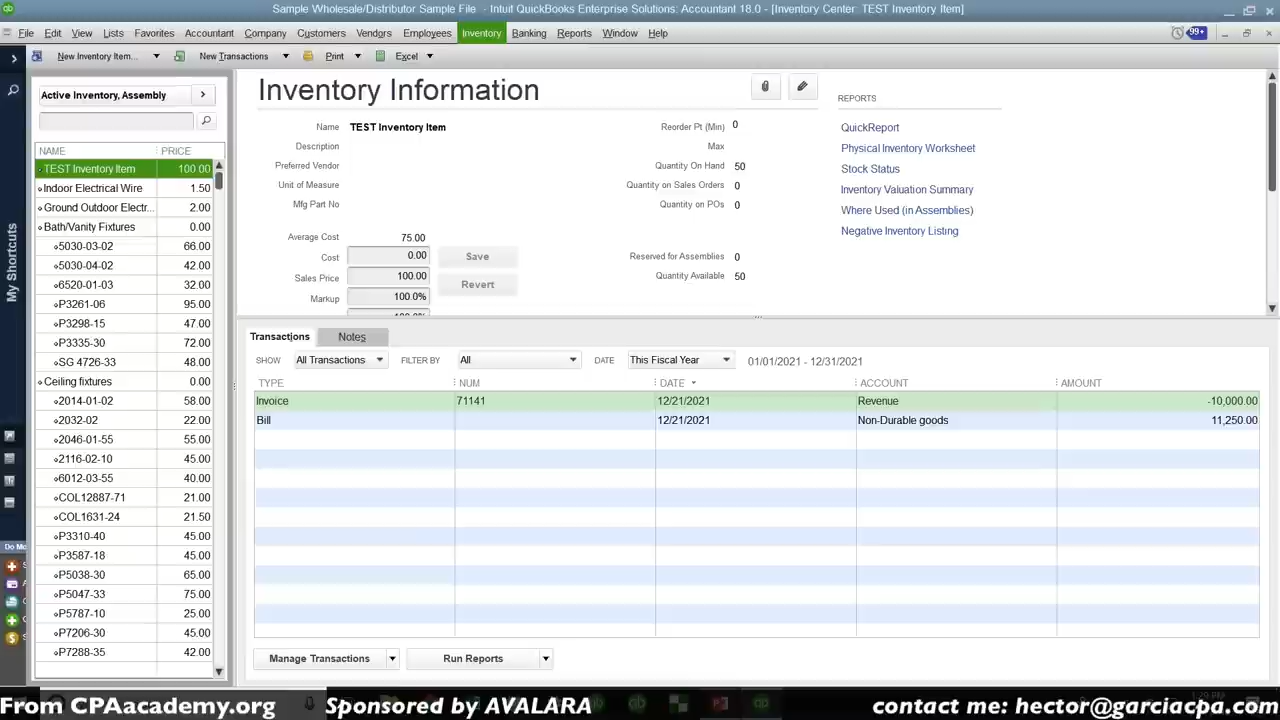 Sample Wholesale/Distributor Sample File - Intuit QuickBooks Enterprise Solutions: Accountant 18.0 - [Inventory Center: TEST Inventory Item]
File Edit View Lists Favorites Accountant Company Customers Vendors Employees Inventory Banking Reports Window Help 99+
New Inventory Item... New Transactions Print Excel
My Shortcuts
Do Mo
Active Inventory, Assembly
NAME PRICE
TEST Inventory Item 100.00
Indoor Electrical Wire 1.50
Ground Outdoor Electr... 2.00
Bath/Vanity Fixtures 0.00
5030-03-02 66.00
5030-04-02 42.00
6520-01-03 32.00
P3261-06 95.00
P3298-15 47.00
P3335-30 72.00
SG 4726-33 48.00
Ceiling fixtures 0.00
2014-01-02 58.00
2032-02 22.00
2046-01-55 55.00
2116-02-10 45.00
6012-03-55 40.00
COL12887-71 21.00
COL1631-24 21.50
P3310-40 45.00
P3587-18 45.00
P5038-30 65.00
P5047-33 75.00
P5787-10 25.00
P7206-30 45.00
P7288-35 42.00
Inventory Information
Name TEST Inventory Item
Description
Preferred Vendor
Unit of Measure
Mfg Part No
Average Cost 75.00
Cost 0.00 Save
Sales Price 100.00 Revert
Markup 100.0%
Reorder Pt (Min) 0
Max
Quantity On Hand 50
Quantity on Sales Orders 0
Quantity on POs 0
Reserved for Assemblies 0
Quantity Available 50
REPORTS
QuickReport
Physical Inventory Worksheet
Stock Status
Inventory Valuation Summary
Where Used (in Assemblies)
Negative Inventory Listing
Transactions Notes
SHOW All Transactions FILTER BY All DATE This Fiscal Year 01/01/2021 - 12/31/2021
TYPE NUM DATE ACCOUNT AMOUNT
Invoice 71141 12/21/2021 Revenue -10,000.00
Bill 12/21/2021 Non-Durable goods 11,250.00
Manage Transactions Run Reports
From CPAacademy.org Sponsored by AVALARA contact me: hector@garciacpa.com